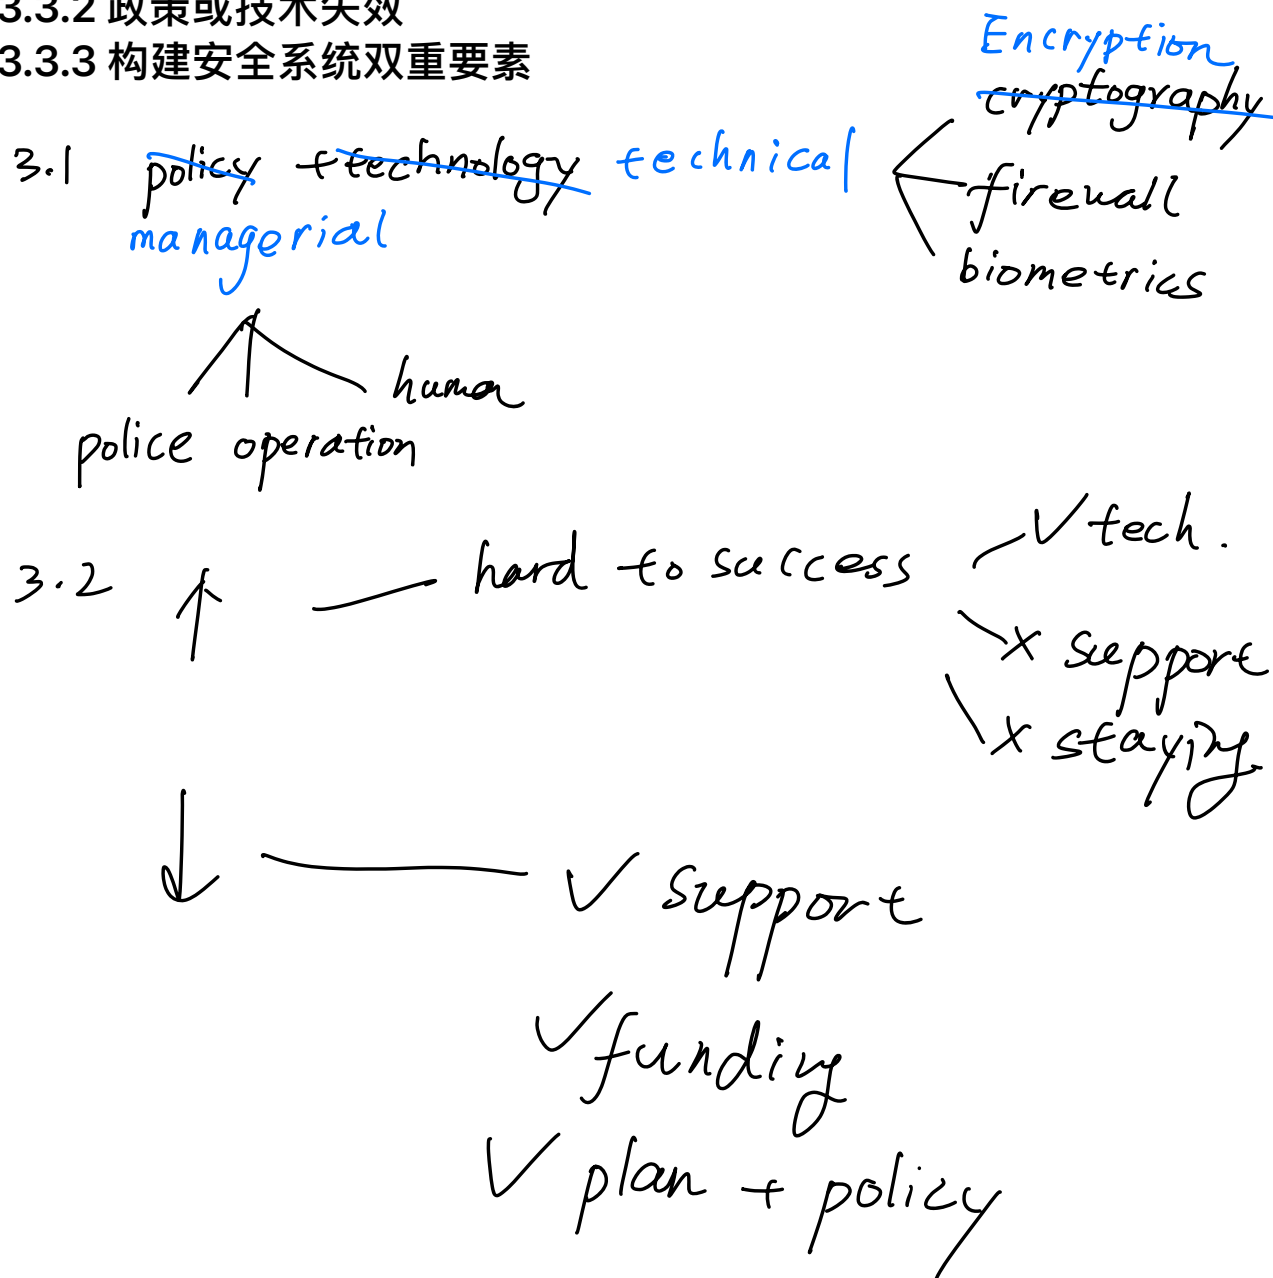 3.3.2 政策或技术失效
3.3.3 构建安全系统双重要素
Encryption
cryptography
3.1 policy + technology technical
firewall
managerial
biometrics
human
police operation
3.2 ↑ hard to success ✓ tech.
x support
x staying
↓ ✓ support
✓ funding
✓ plan + policy